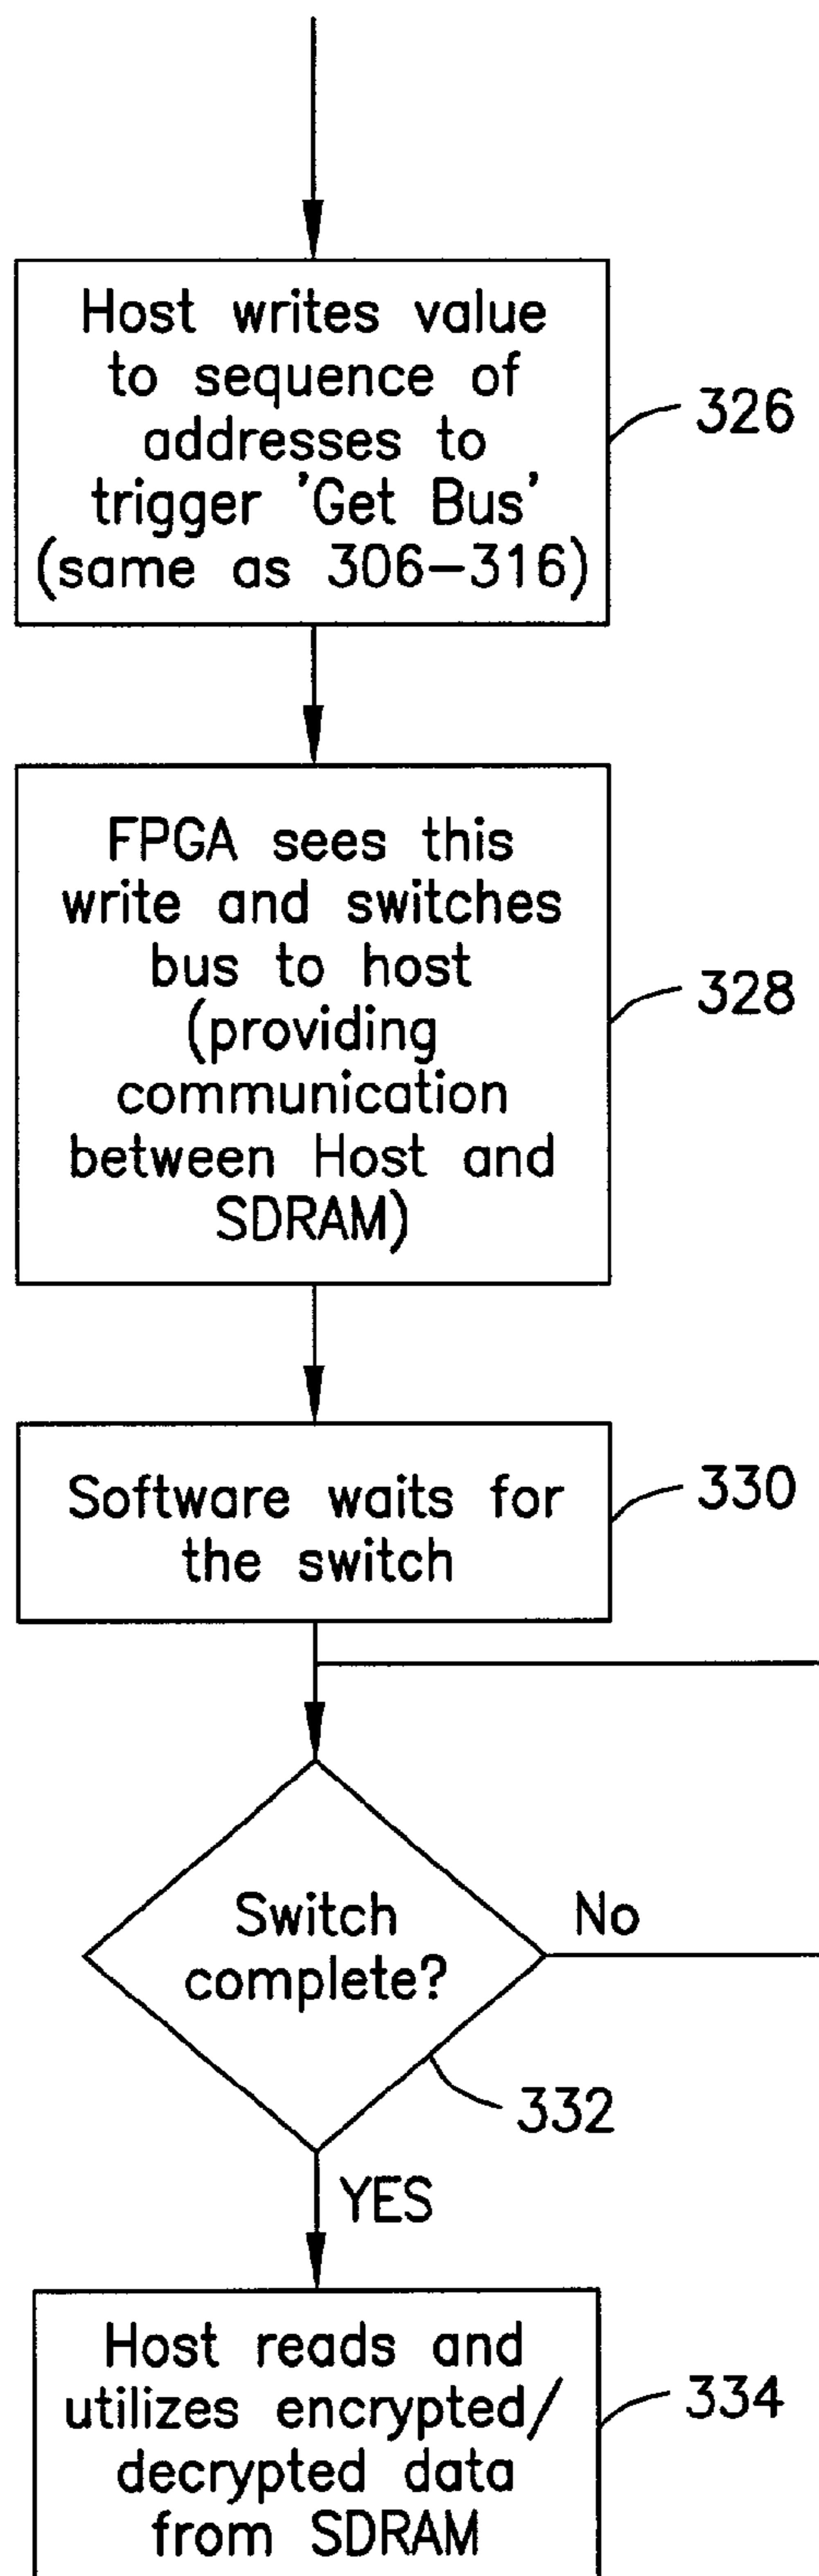 Host writes value
to sequence of
addresses to
trigger 'Get Bus'
(same as 306-316)
326
FPGA sees this
write and switches
bus to host
(providing
communication
between Host and
SDRAM)
328
Software waits for
the switch
330
Switch
complete?
No
332
YES
Host reads and
utilizes encrypted/
decrypted data
from SDRAM
334